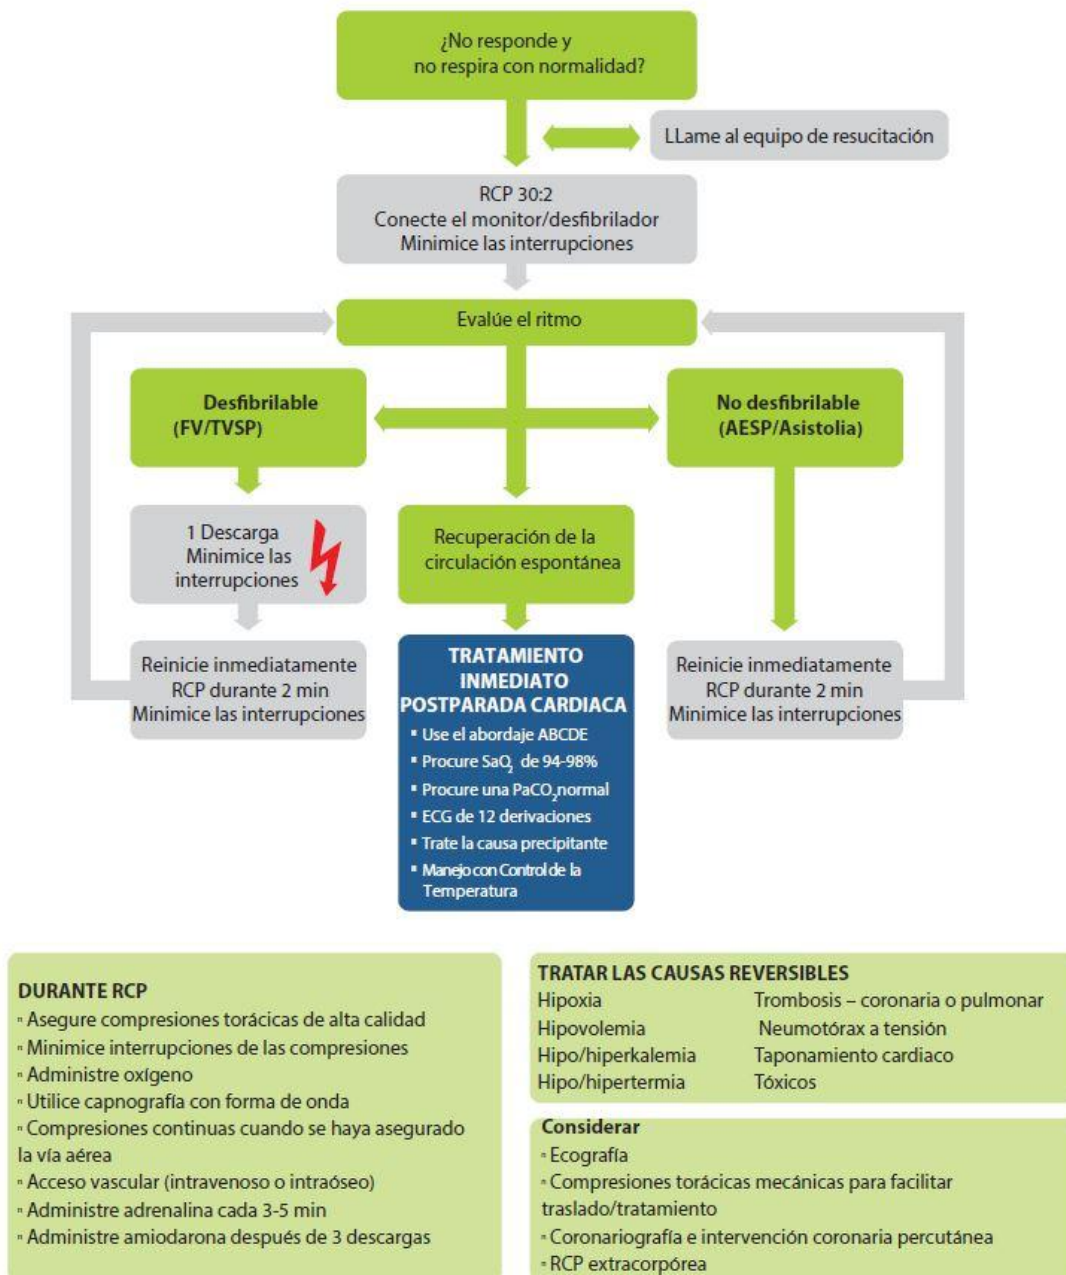 ¿No responde y
no respira con normalidad?
LLame al equipo de resucitación
RCP 30:2
Conecte el monitor/desfibrilador
Minimice las interrupciones
Evalúe el ritmo
Desfibrilable
(FV/TVSP)
No desfibrilable
(AESP/Asistolia)
1 Descarga
Minimice las
interrupciones
Recuperación de la
circulación espontánea
Reinicie inmediatamente
RCP durante 2 min
Minimice las interrupciones
TRATAMIENTO
INMEDIATO
POSTPARADA CARDIACA
▪ Use el abordaje ABCDE
▪ Procure SaO₂ de 94-98%
▪ Procure una PaCO₂normal
▪ ECG de 12 derivaciones
▪ Trate la causa precipitante
▪ Manejo con Control de la
Temperatura
Reinicie inmediatamente
RCP durante 2 min
Minimice las interrupciones
DURANTE RCP
▫ Asegure compresiones torácicas de alta calidad
▫ Minimice interrupciones de las compresiones
▫ Administre oxígeno
▫ Utilice capnografía con forma de onda
▫ Compresiones continuas cuando se haya asegurado
la vía aérea
▫ Acceso vascular (intravenoso o intraóseo)
▫ Administre adrenalina cada 3-5 min
▫ Administre amiodarona después de 3 descargas
TRATAR LAS CAUSAS REVERSIBLES
Hipoxia Trombosis – coronaria o pulmonar
Hipovolemia Neumotórax a tensión
Hipo/hiperkalemia Taponamiento cardiaco
Hipo/hipertermia Tóxicos
Considerar
▫ Ecografía
▫ Compresiones torácicas mecánicas para facilitar
traslado/tratamiento
▫ Coronariografía e intervención coronaria percutánea
▫ RCP extracorpórea